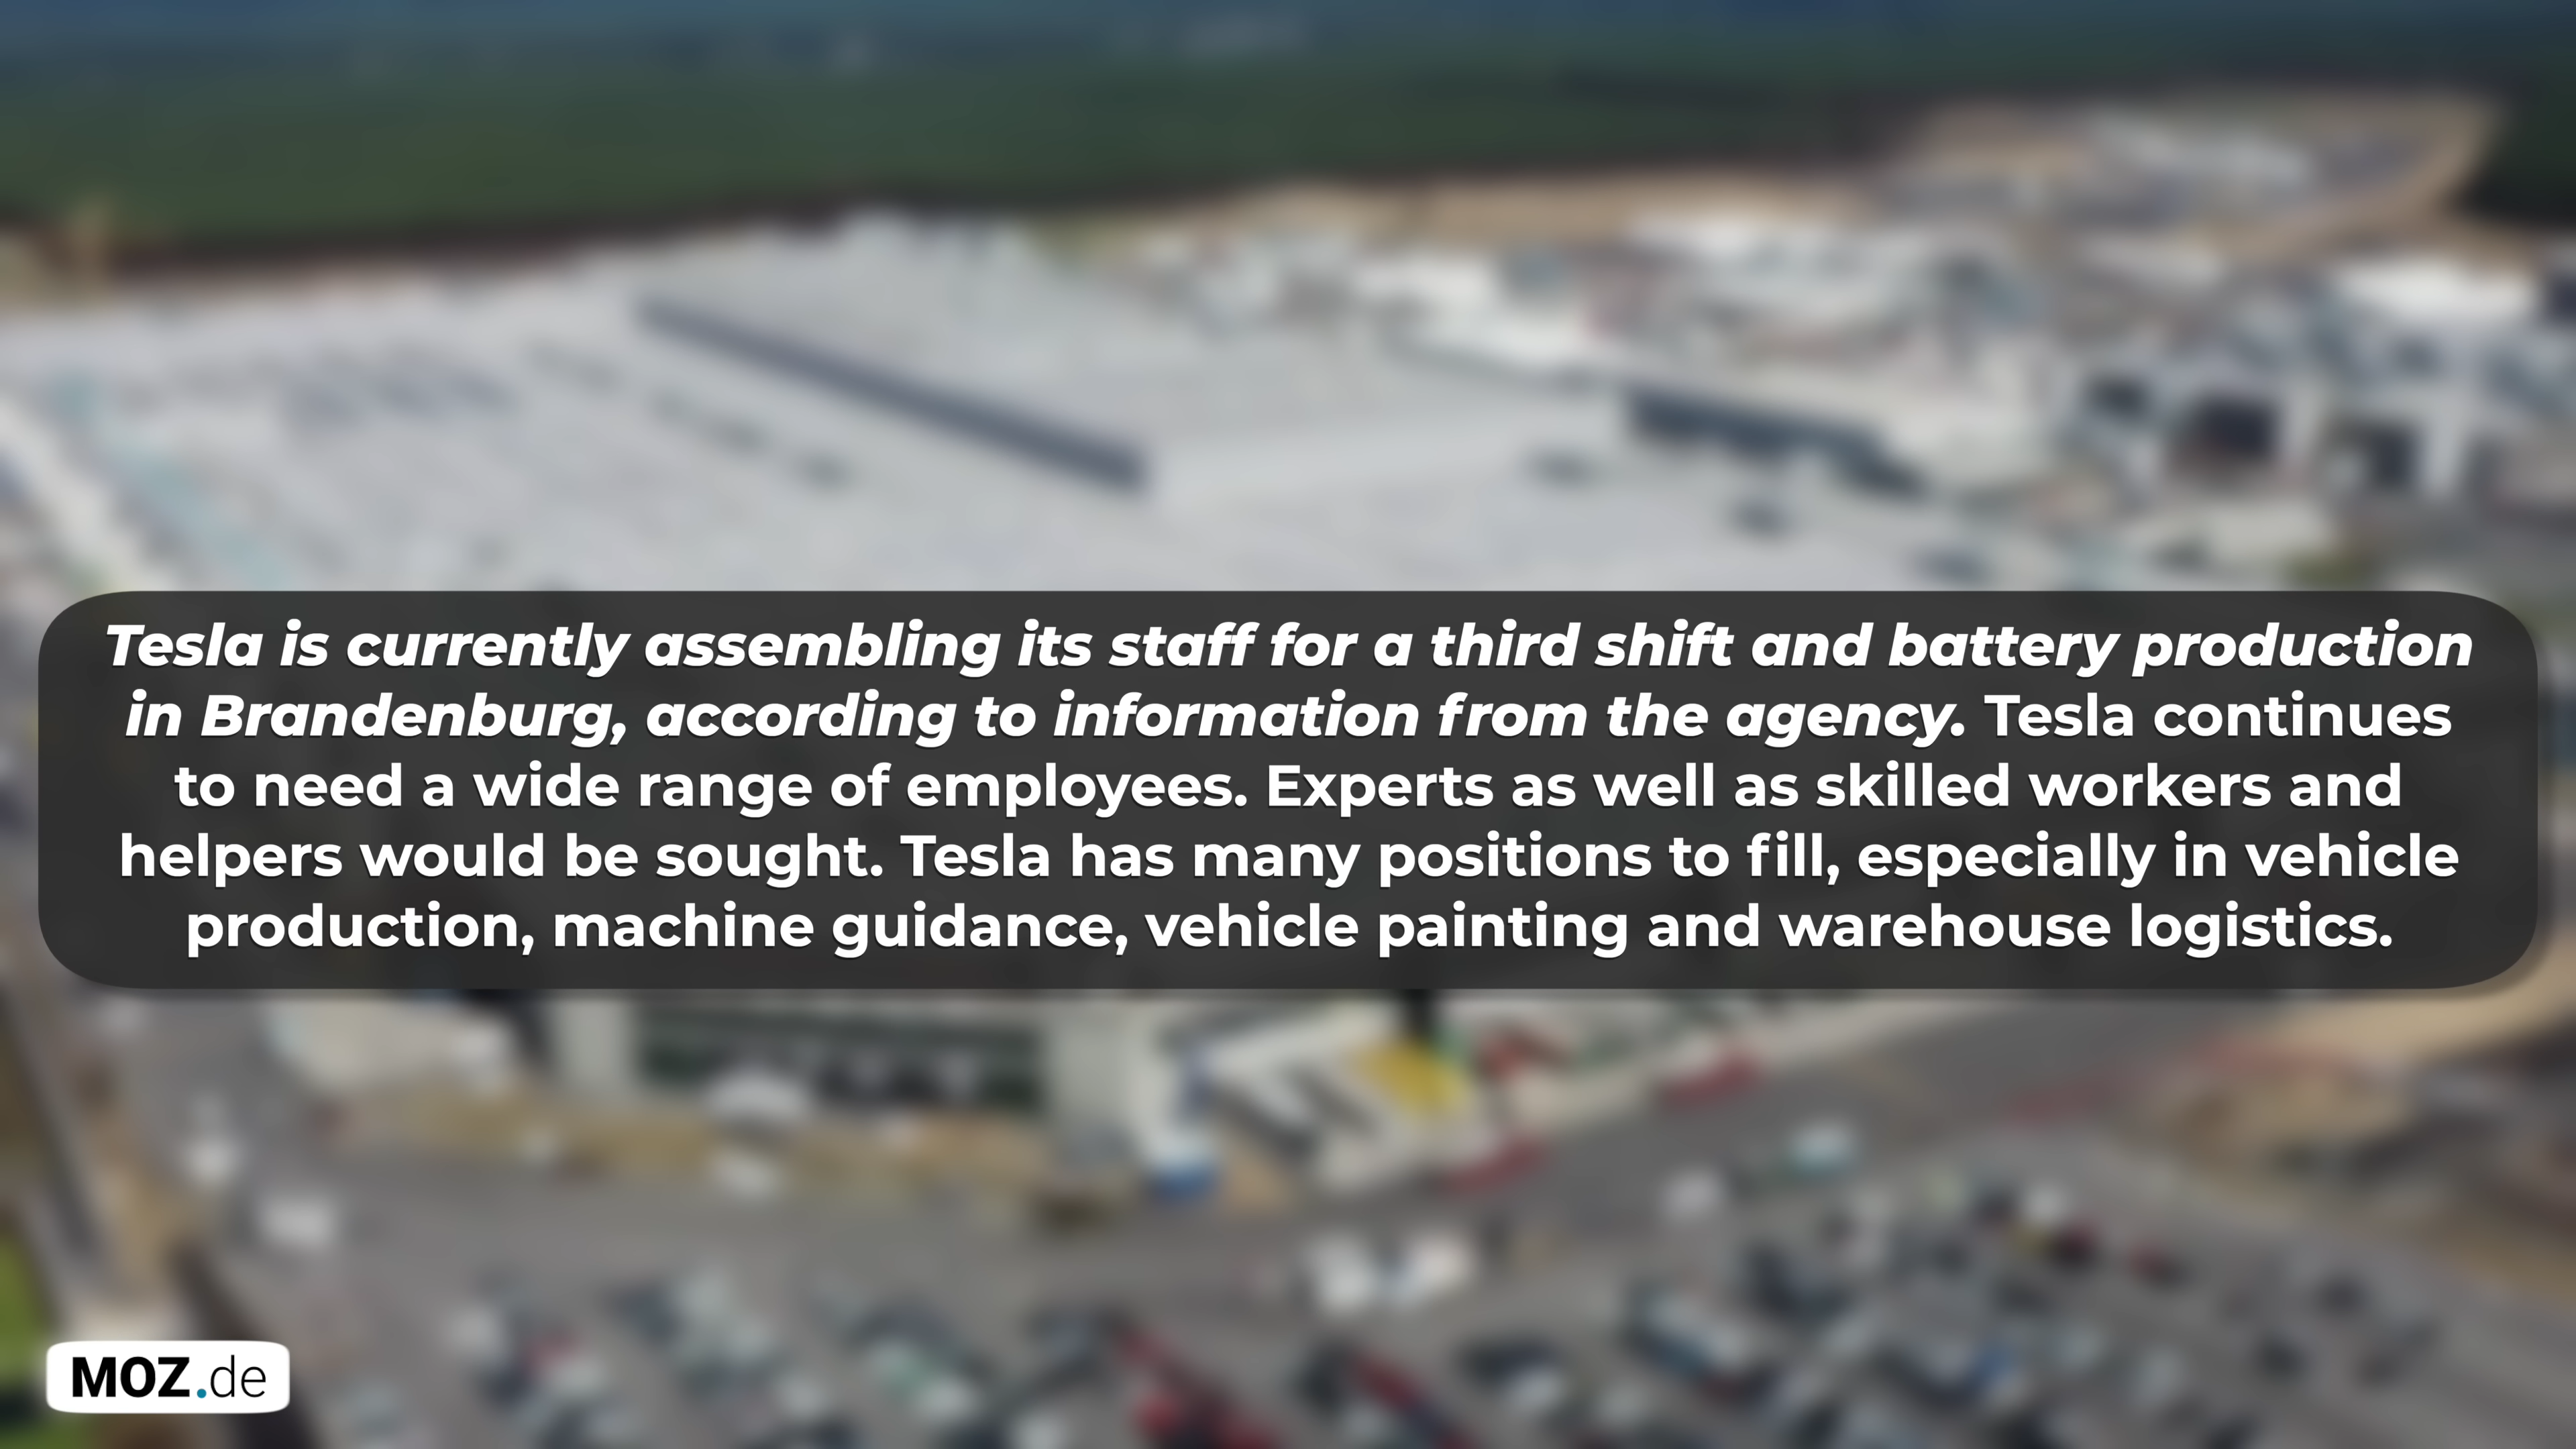 Tesla is currently assembling its staff for a third shift and battery production
in Brandenburg, according to information from the agency. Tesla continues
to need a wide range of employees. Experts as well as skilled workers and
helpers would be sought. Tesla has many positions to fill, especially in vehicle
production, machine guidance, vehicle painting and warehouse logistics.
MOZ.de